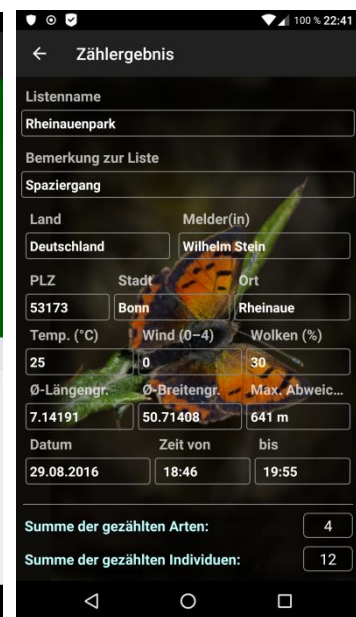 100 % 22:41
Zählergebnis
Listenname
Rheinauenpark
Bemerkung zur Liste
Spaziergang
Land Melder(in)
Deutschland Wilhelm Stein
PLZ Stadt Ort
53173 Bonn Rheinaue
Temp. (°C) Wind (0–4) Wolken (%)
25 0 30
Ø-Längengr. Ø-Breitengr. Max. Abweic...
7.14191 50.71408 641 m
Datum Zeit von bis
29.08.2016 18:46 19:55
Summe der gezählten Arten: 4
Summe der gezählten Individuen: 12